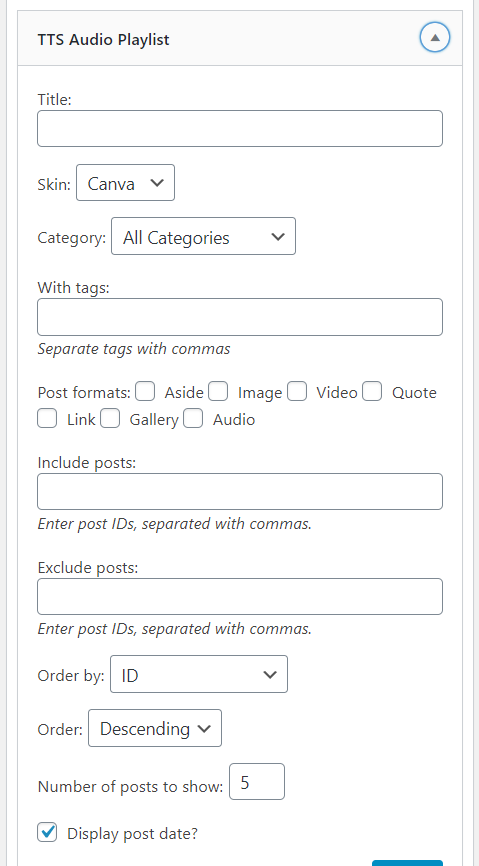 TTS Audio Playlist
Title:
Skin: Canva
Category: All Categories
With tags:
Separate tags with commas
Post formats: Aside Image Video Quote
Link Gallery Audio
Include posts:
Enter post IDs, separated with commas.
Exclude posts:
Enter post IDs, separated with commas.
Order by: ID
Order: Descending
Number of posts to show: 5
Display post date?